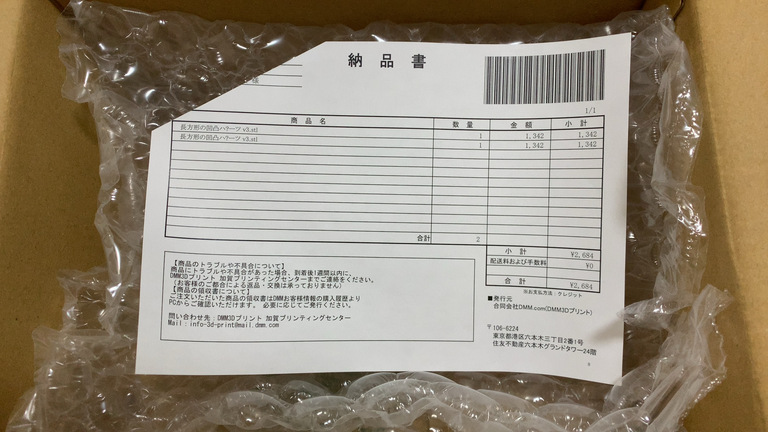 納品書
様
1/1
商品名 数量 金額 小計
長方形の凹凸パーツ v3.stl 1 1,342 1,342
長方形の凹凸パーツ v3.stl 1 1,342 1,342
合計 2
小計 ¥2,684
配送料および手数料 ¥0
合計 ¥2,684
※お支払方法:クレジット
【商品のトラブルや不具合について】
商品にトラブルや不具合があった場合、到着後1週間以内に、
DMM3Dプリント 加賀プリンティングセンターまでご連絡をください。
(お客様のご都合による返品・交換は承っておりません)
【商品の領収書について】
ご注文いただいた商品の領収書はDMMお客様情報の購入履歴より
PCからご確認いただけます。 必要に応じてご発行ください。
問い合わせ先:DMM3Dプリント 加賀プリンティングセンター
Mail:info-3d-print@mail.dmm.com
■発行元
合同会社DMM.com(DMM3Dプリント)
〒106-6224
東京都港区六本木三丁目2番1号
住友不動産六本木グランドタワー24階